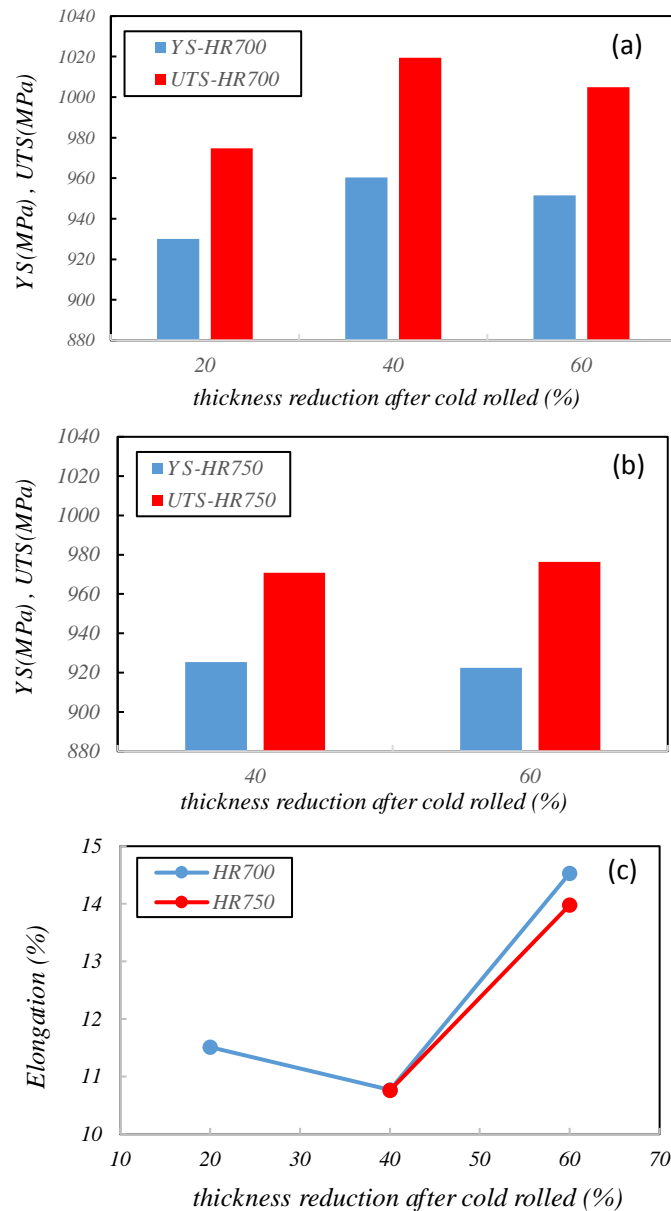 1040
1020
1000
980
960
940
920
900
880
YS(MPa) , UTS(MPa)
YS-HR700
UTS-HR700
(a)
20 40 60
thickness reduction after cold rolled (%)
1040
1020
1000
980
960
940
920
900
880
YS(MPa) , UTS(MPa)
YS-HR750
UTS-HR750
(b)
40 60
thickness reduction after cold rolled (%)
15
14
13
12
11
10
Elongation (%)
HR700
HR750
(c)
10 20 30 40 50 60 70
thickness reduction after cold rolled (%)